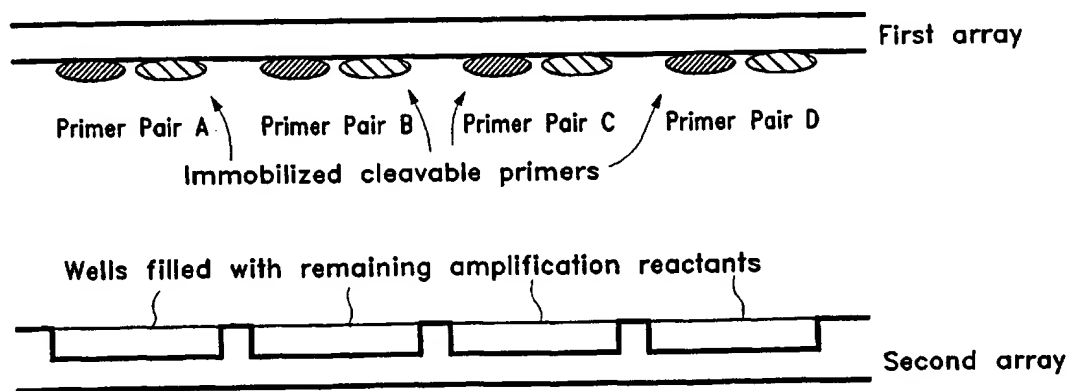 First array
Primer Pair A Primer Pair B Primer Pair C Primer Pair D
Immobilized cleavable primers
Wells filled with remaining amplification reactants
Second array